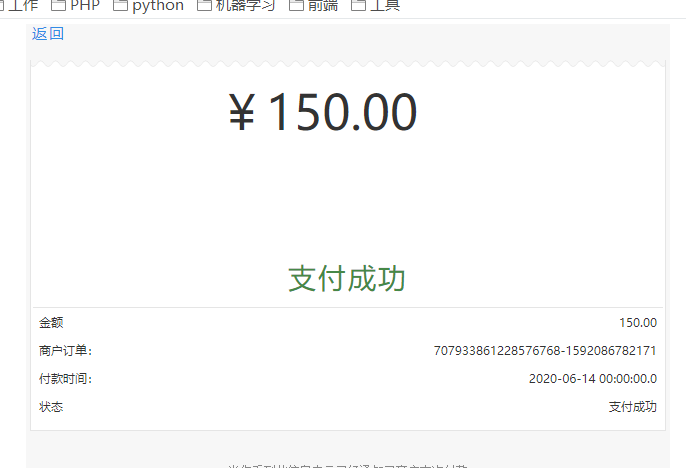 工作 PHP python 机器学习 前端 工具
返回
¥ 150.00
支付成功
金额 150.00
商户订单: 707933861228576768-1592086782171
付款时间: 2020-06-14 00:00:00.0
状态 支付成功